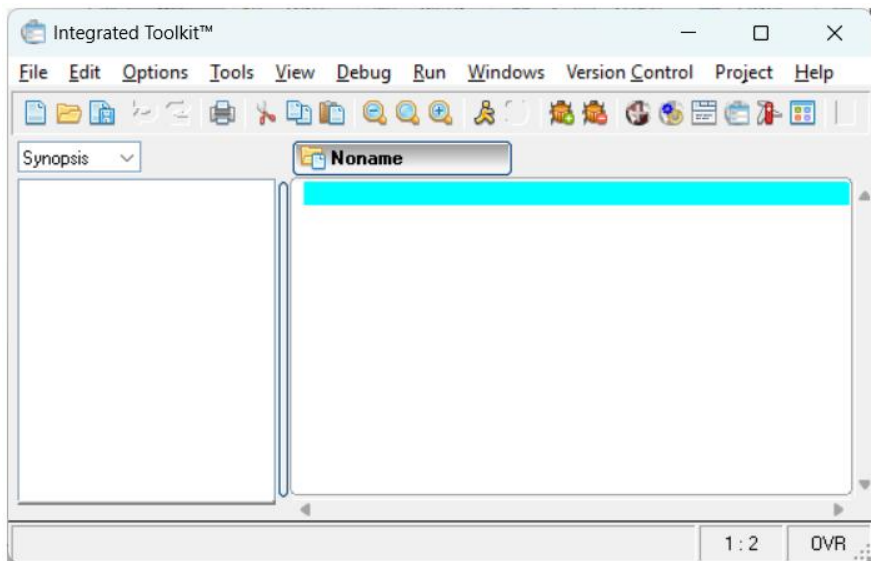 Integrated Toolkit™
File Edit Options Tools View Debug Run Windows Version Control Project Help
Synopsis
Noname
1 : 2
OVR